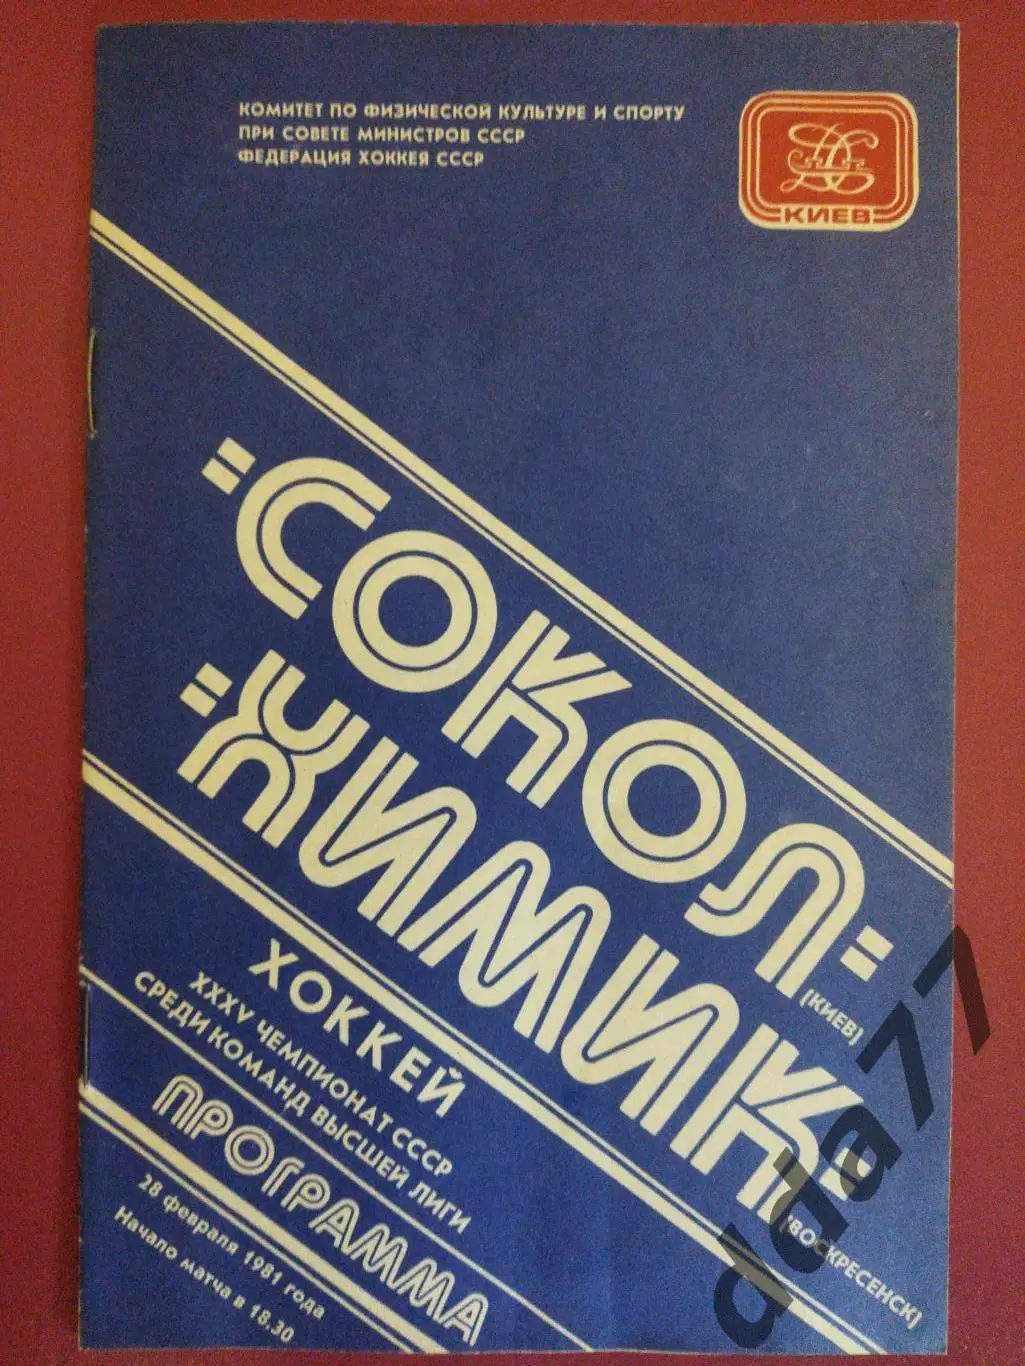 КОМИТЕТ ПО ФИЗИЧЕСКОЙ КУЛЬТУРЕ И СПОРТУ
ПРИ СОВЕТЕ МИНИСТРОВ СССР
ФЕДЕРАЦИЯ ХОККЕЯ СССР
КИЕВ
=СОКОЛ=
(КИЕВ)
=ХИМИК=
(ВОСКРЕСЕНСК)
ХОККЕЙ
XXXV ЧЕМПИОНАТ СССР
СРЕДИ КОМАНД ВЫСШЕЙ ЛИГИ
ПРОГРАММА
28 февраля 1981 года
Начало матча в 18.30
dda77